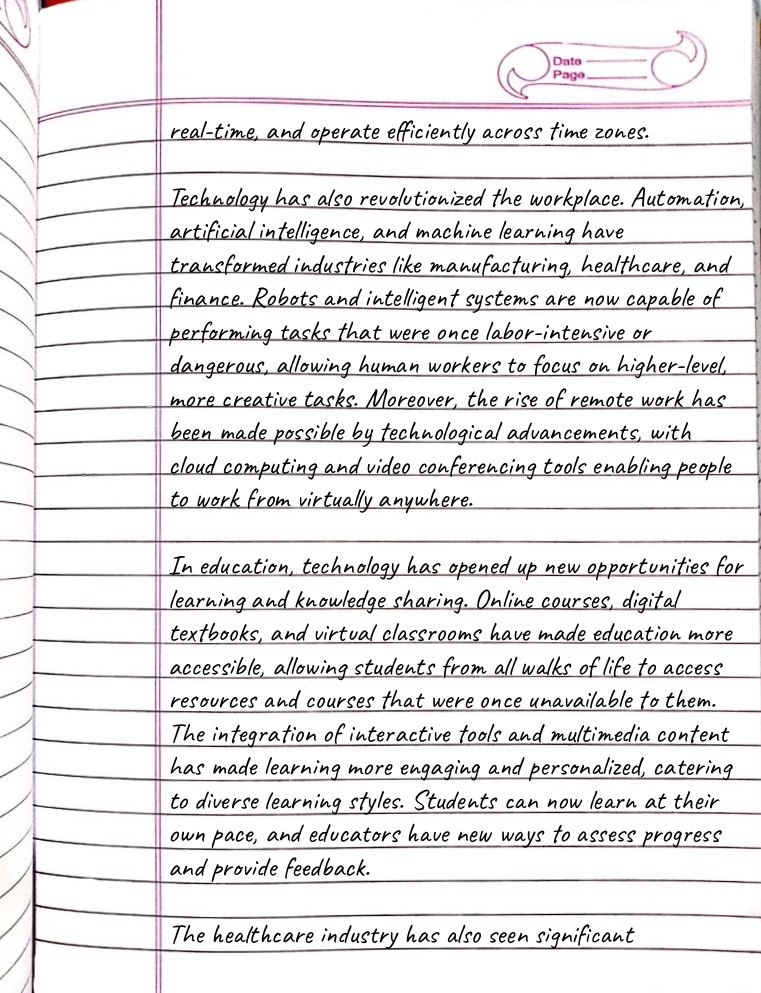 Date
Page
real-time, and operate efficiently across time zones.
Technology has also revolutionized the workplace. Automation,
artificial intelligence, and machine learning have
transformed industries like manufacturing, healthcare, and
finance. Robots and intelligent systems are now capable of
performing tasks that were once labor-intensive or
dangerous, allowing human workers to focus on higher-level,
more creative tasks. Moreover, the rise of remote work has
been made possible by technological advancements, with
cloud computing and video conferencing tools enabling people
to work from virtually anywhere.
In education, technology has opened up new opportunities for
learning and knowledge sharing. Online courses, digital
textbooks, and virtual classrooms have made education more
accessible, allowing students from all walks of life to access
resources and courses that were once unavailable to them.
The integration of interactive tools and multimedia content
has made learning more engaging and personalized, catering
to diverse learning styles. Students can now learn at their
own pace, and educators have new ways to assess progress
and provide feedback.
The healthcare industry has also seen significant